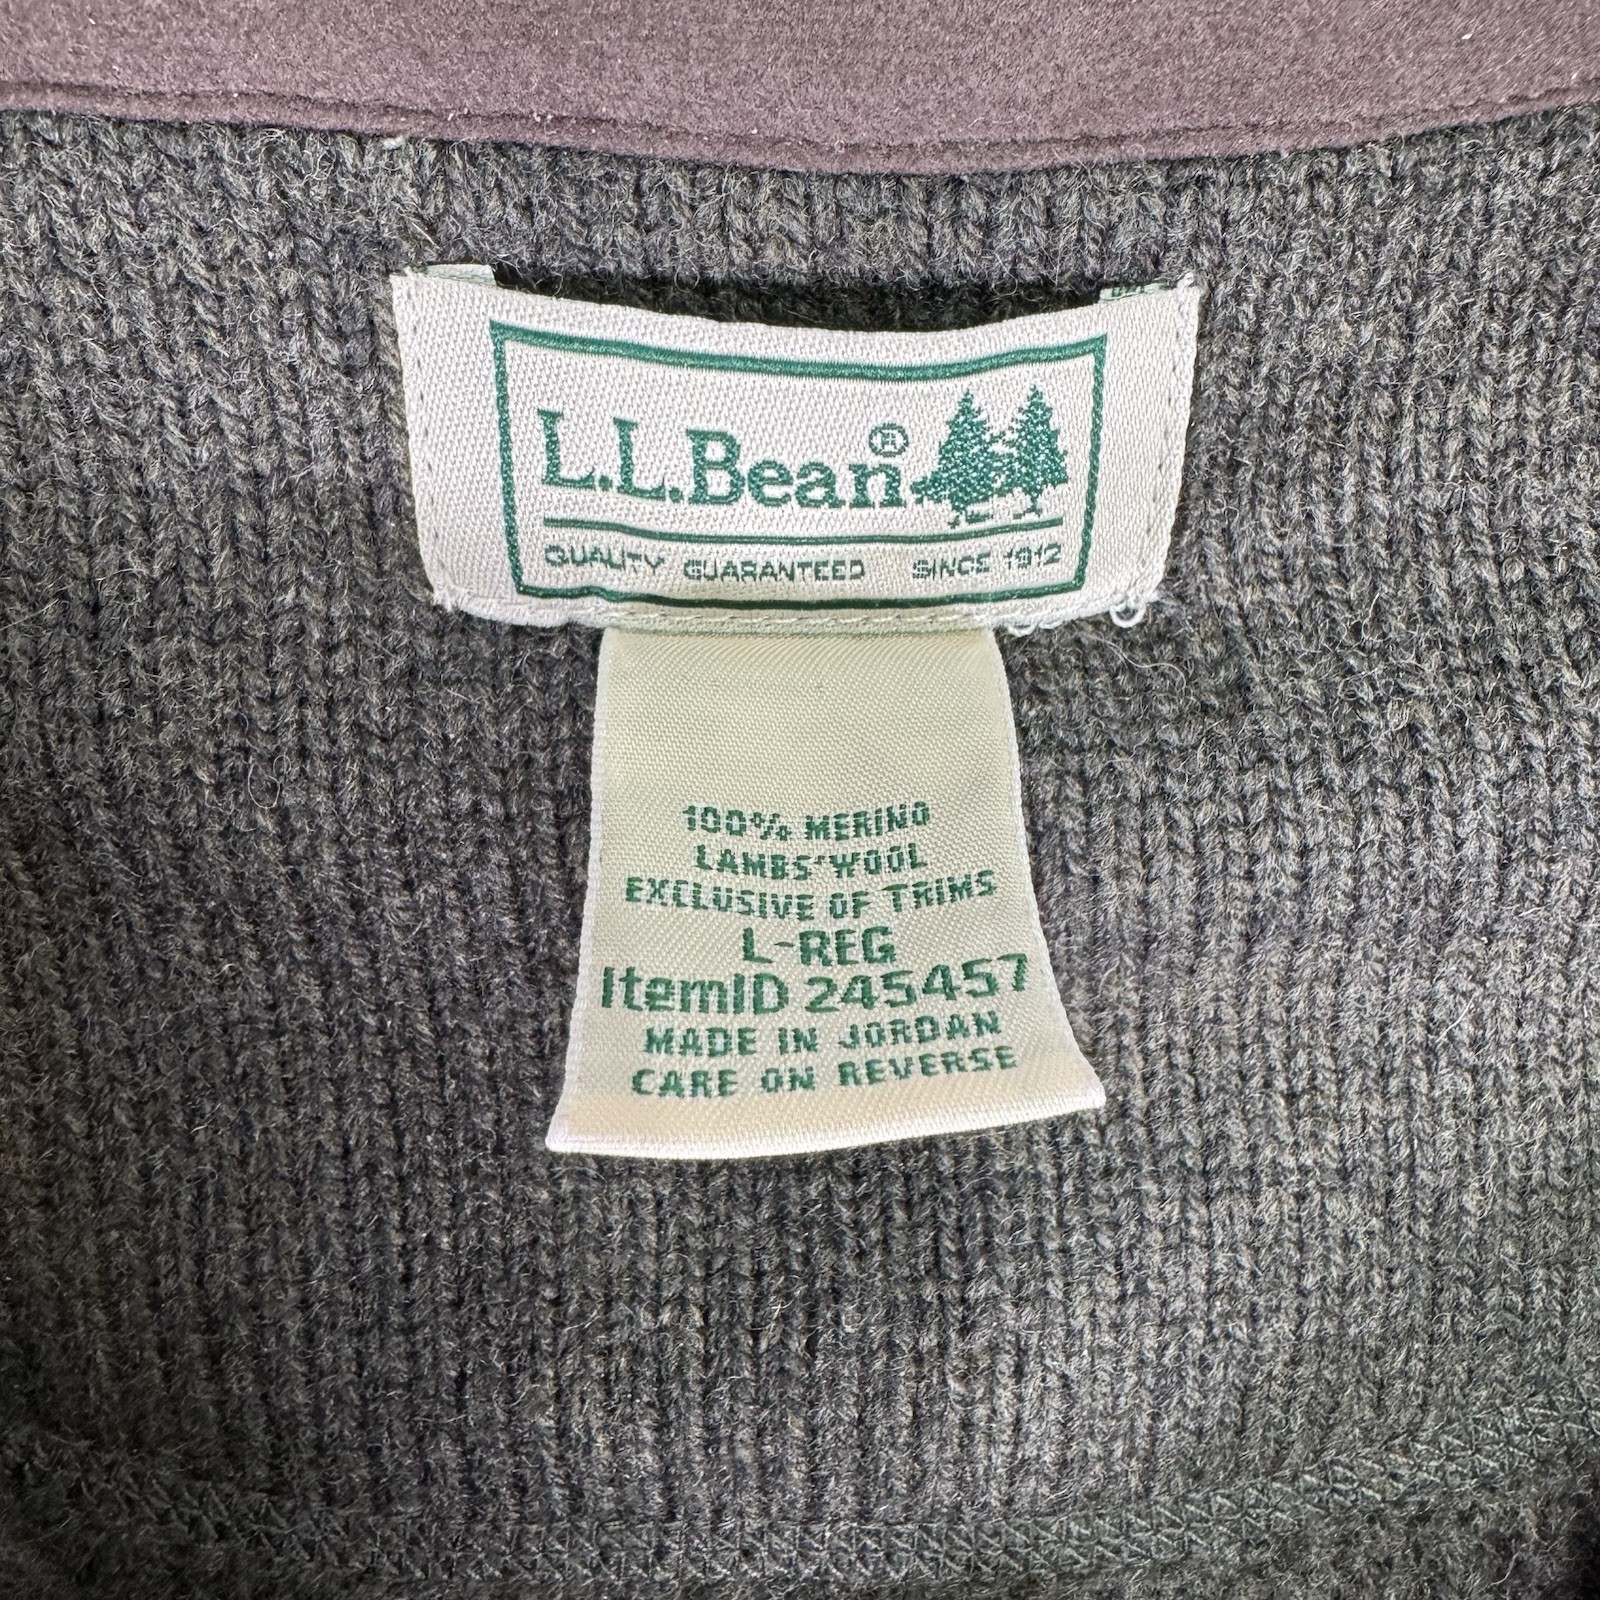 L.L.Bean®
QUALITY GUARANTEED SINCE 1912
100% MERINO
LAMBS' WOOL
EXCLUSIVE OF TRIMS
L-REG
ItemID 245457
MADE IN JORDAN
CARE ON REVERSE